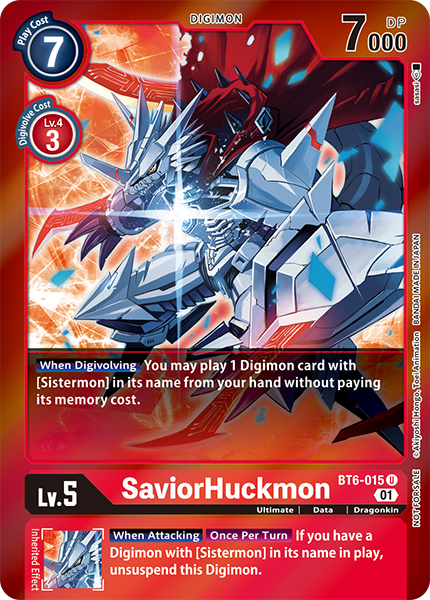 DIGIMON
Play Cost
7
7000
DP
Digivolve Cost
Lv.4
3
sasasi
©Akiyoshi Hongo, Toei Animation BANDAI MADE IN JAPAN
NOT FOR SALE
When Digivolving You may play 1 Digimon card with
[Sistermon] in its name from your hand without paying
its memory cost.
BT6-015 U
Lv.5
SaviorHuckmon
01
Ultimate | Data | Dragonkin
Inherited Effect
When Attacking Once Per Turn If you have a
Digimon with [Sistermon] in its name in play,
unsuspend this Digimon.